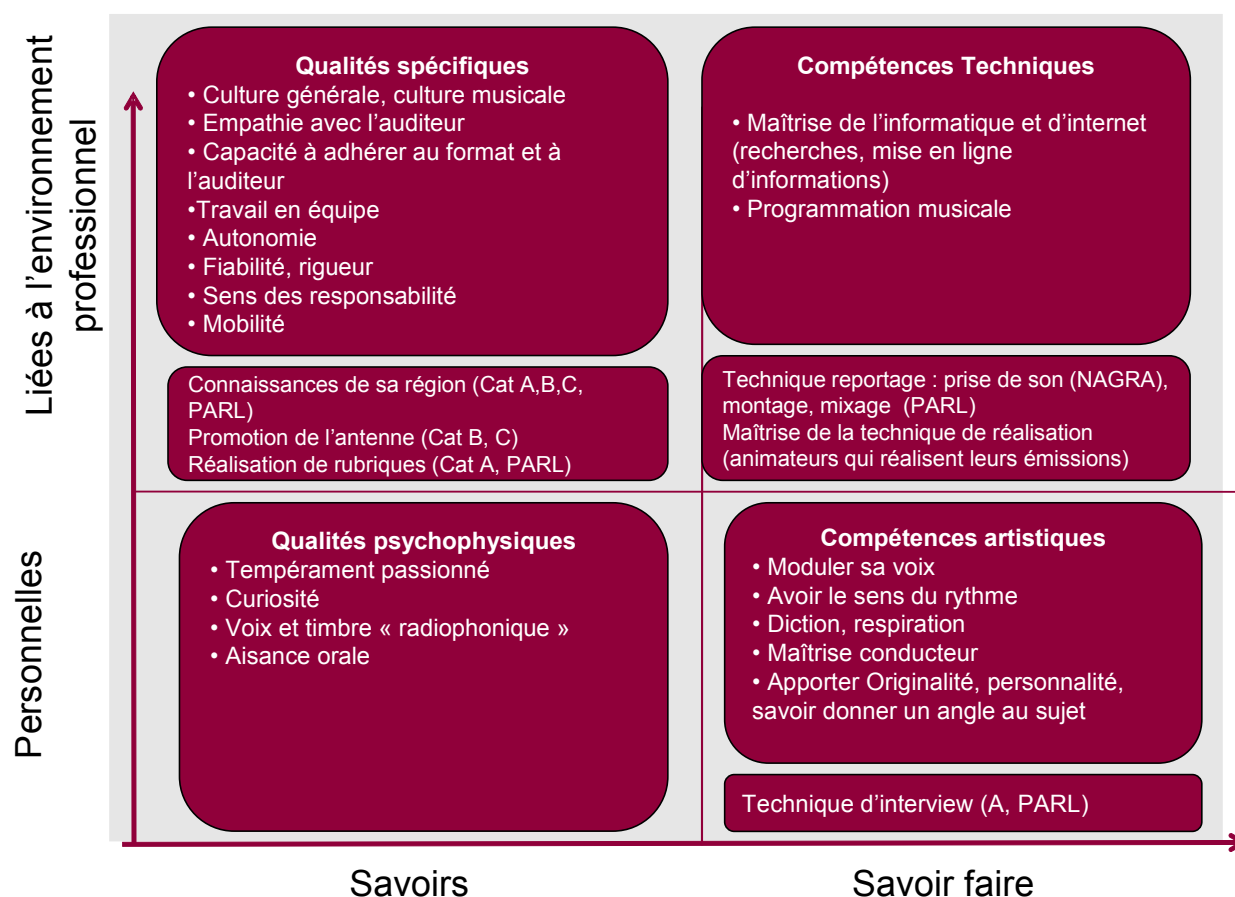 Liées à l'environnement
professionnel
Qualités spécifiques
• Culture générale, culture musicale
• Empathie avec l'auditeur
• Capacité à adhérer au format et à
l'auditeur
•Travail en équipe
• Autonomie
• Fiabilité, rigueur
• Sens des responsabilité
• Mobilité
Compétences Techniques
• Maîtrise de l'informatique et d'internet
(recherches, mise en ligne
d'informations)
• Programmation musicale
Connaissances de sa région (Cat A,B,C,
PARL)
Promotion de l'antenne (Cat B, C)
Réalisation de rubriques (Cat A, PARL)
Technique reportage : prise de son (NAGRA),
montage, mixage  (PARL)
Maîtrise de la technique de réalisation
(animateurs qui réalisent leurs émissions)
Personnelles
Qualités psychophysiques
• Tempérament passionné
• Curiosité
• Voix et timbre « radiophonique »
• Aisance orale
Compétences artistiques
• Moduler sa voix
• Avoir le sens du rythme
• Diction, respiration
• Maîtrise conducteur
• Apporter Originalité, personnalité,
savoir donner un angle au sujet
Technique d'interview (A, PARL)
Savoirs
Savoir faire